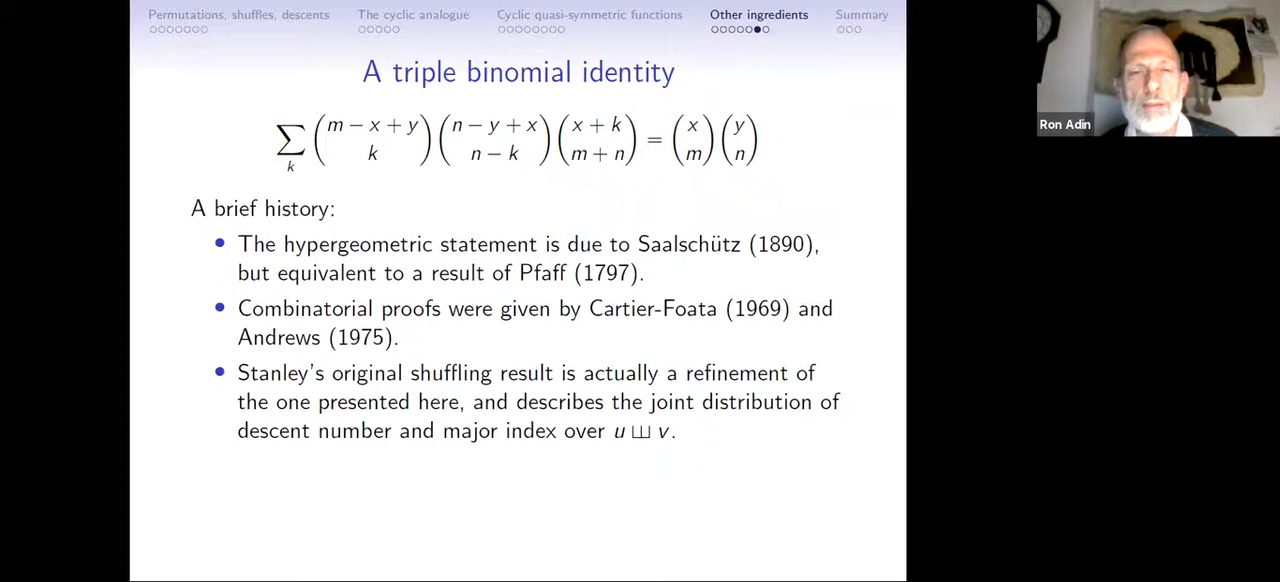 Permutations, shuffles, descents The cyclic analogue Cyclic quasi-symmetric functions Other ingredients Summary
A triple binomial identity
∑_k (m − x + y choose k) (n − y + x choose n − k) (x + k choose m + n) = (x choose m) (y choose n)
A brief history:
• The hypergeometric statement is due to Saalschütz (1890),
but equivalent to a result of Pfaff (1797).
• Combinatorial proofs were given by Cartier-Foata (1969) and
Andrews (1975).
• Stanley's original shuffling result is actually a refinement of
the one presented here, and describes the joint distribution of
descent number and major index over u ⧢ v.
Ron Adin